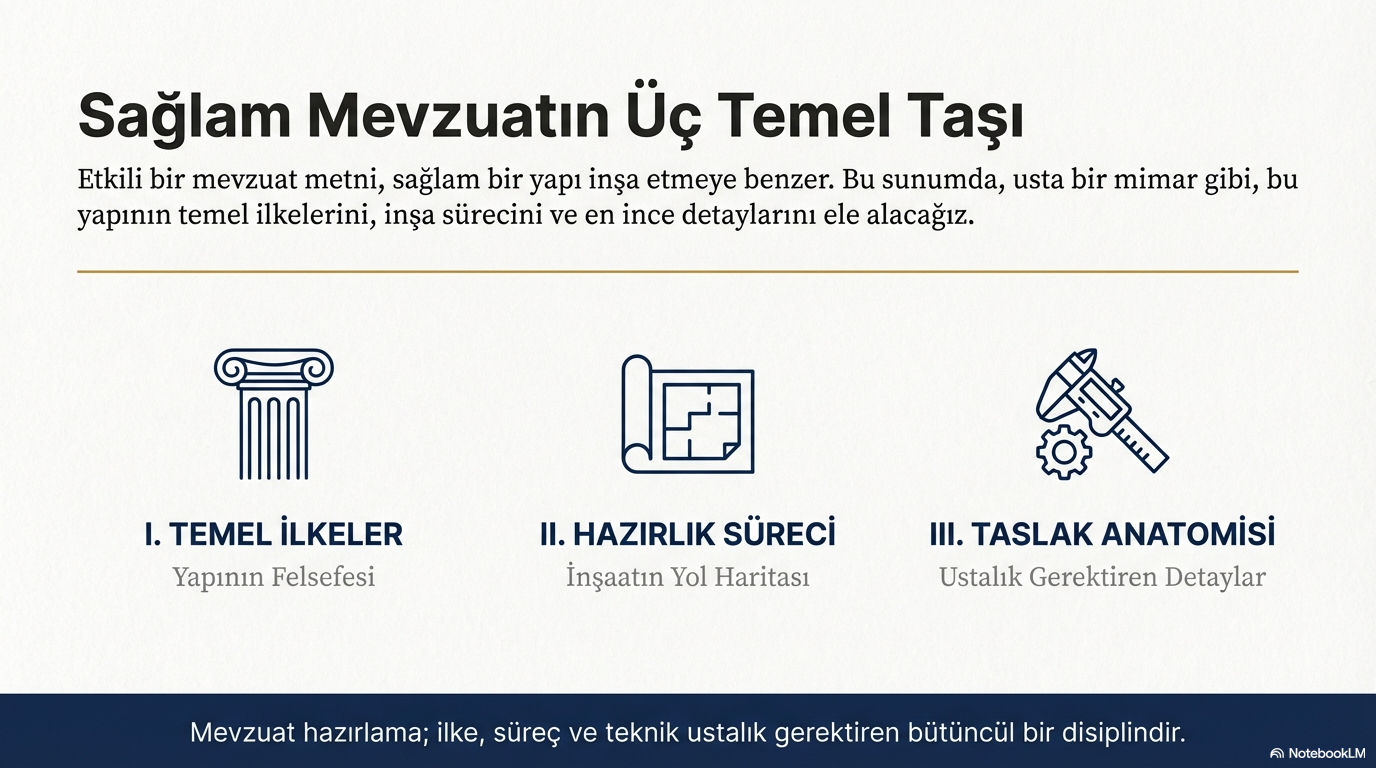 Sağlam Mevzuatın Üç Temel Taşı
Etkili bir mevzuat metni, sağlam bir yapı inşa etmeye benzer. Bu sunumda, usta bir mimar gibi, bu
yapının temel ilkelerini, inşa sürecini ve en ince detaylarını ele alacağız.
I. TEMEL İLKELER
Yapının Felsefesi
II. HAZIRLIK SÜRECİ
İnşaatın Yol Haritası
III. TASLAK ANATOMİSİ
Ustalık Gerektiren Detaylar
Mevzuat hazırlama; ilke, süreç ve teknik ustalık gerektiren bütüncül bir disiplindir.
NotebookLM